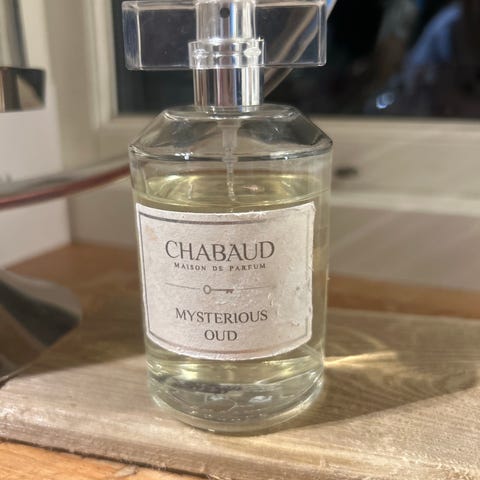 CHABAUD
MAISON DE PARFUM
MYSTERIOUS
OUD